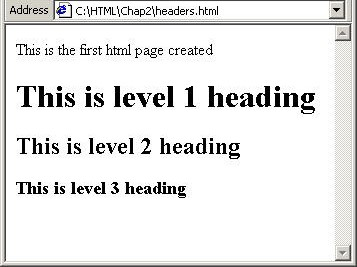 Address C:\HTML\Chap2\headers.html
This is the first html page created
This is level 1 heading
This is level 2 heading
This is level 3 heading